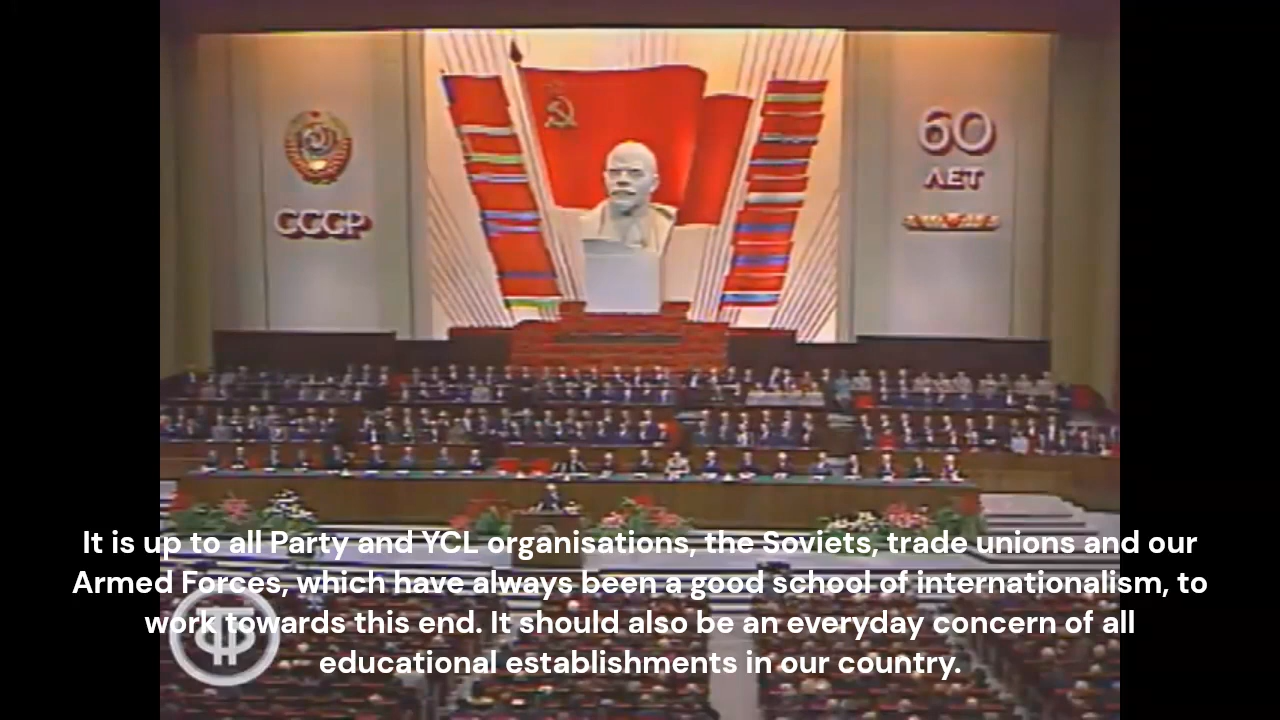 СССР
60
ЛЕТ
It is up to all Party and YCL organisations, the Soviets, trade unions and our
Armed Forces, which have always been a good school of internationalism, to
work towards this end. It should also be an everyday concern of all
educational establishments in our country.